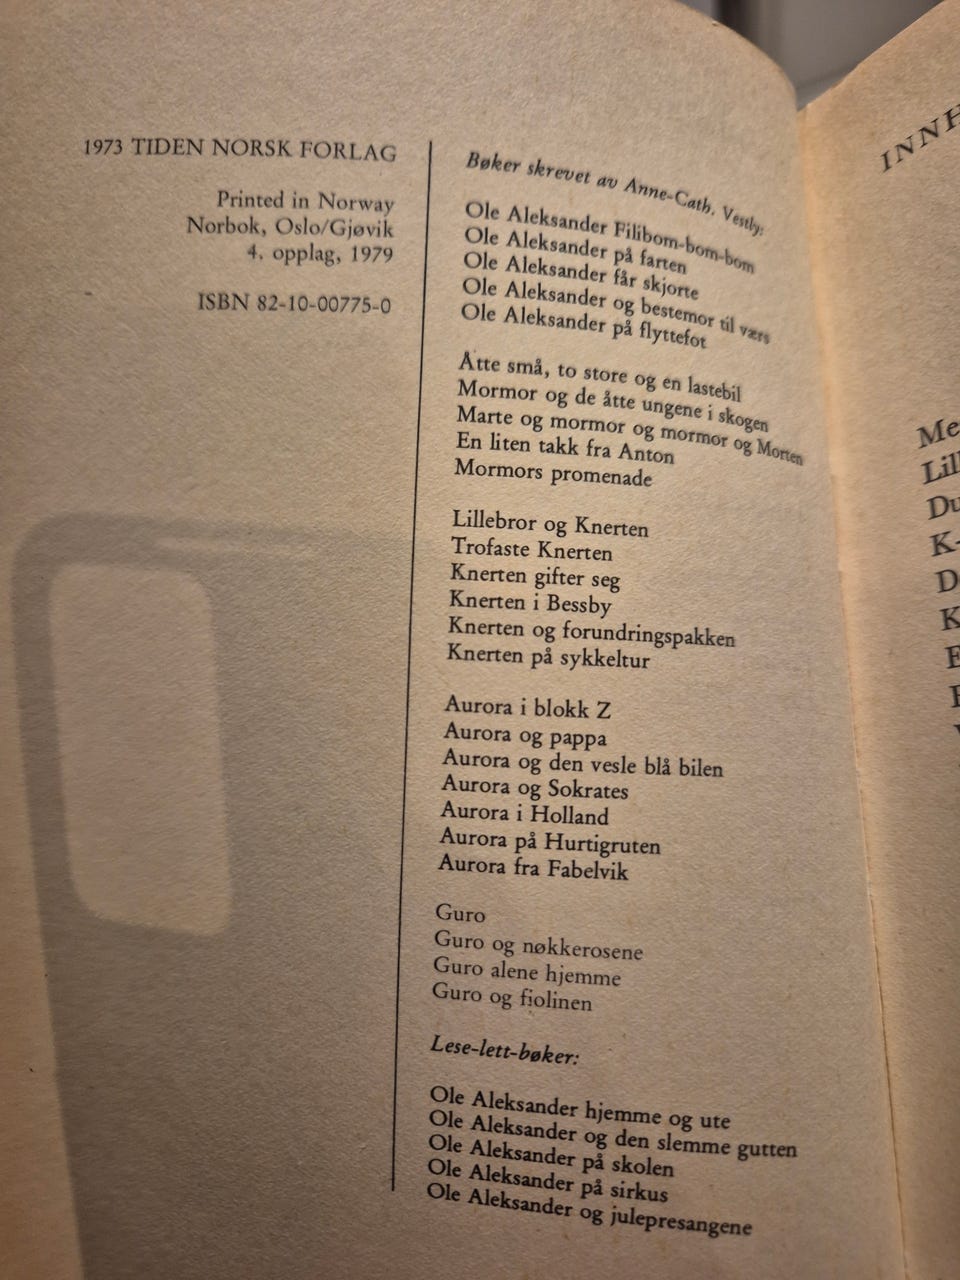 1973 TIDEN NORSK FORLAG
Printed in Norway
Norbok, Oslo/Gjøvik
4. opplag, 1979
ISBN 82-10-00775-0
Bøker skrevet av Anne-Cath. Vestly:
Ole Aleksander Filibom-bom-bom
Ole Aleksander på farten
Ole Aleksander får skjorte
Ole Aleksander og bestemor til værs
Ole Aleksander på flyttefot
Åtte små, to store og en lastebil
Mormor og de åtte ungene i skogen
Marte og mormor og mormor og Morten
En liten takk fra Anton
Mormors promenade
Lillebror og Knerten
Trofaste Knerten
Knerten gifter seg
Knerten i Bessby
Knerten og forundringspakken
Knerten på sykkeltur
Aurora i blokk Z
Aurora og pappa
Aurora og den vesle blå bilen
Aurora og Sokrates
Aurora i Holland
Aurora på Hurtigruten
Aurora fra Fabelvik
Guro
Guro og nøkkerosene
Guro alene hjemme
Guro og fiolinen
Lese-lett-bøker:
Ole Aleksander hjemme og ute
Ole Aleksander og den slemme gutten
Ole Aleksander på skolen
Ole Aleksander på sirkus
Ole Aleksander og julepresangene
INNH
Me
Lill
Du
K-
D
K
E